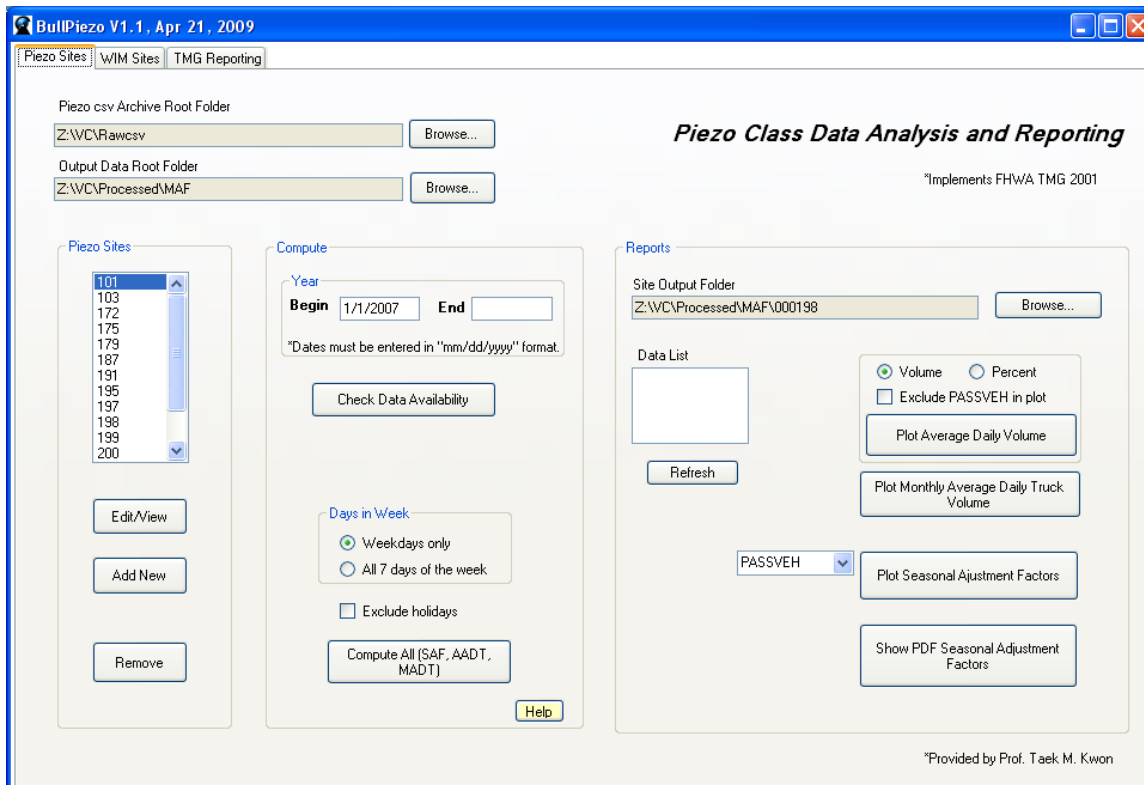 BullPiezo V1.1, Apr 21, 2009
Piezo Sites WIM Sites TMG Reporting
Piezo csv Archive Root Folder
Z:\VC\Rawcsv Browse...
Piezo Class Data Analysis and Reporting
Output Data Root Folder
*Implements FHWA TMG 2001
Z:\VC\Processed\MAF Browse...
Piezo Sites
101
103
172
175
179
187
191
195
197
198
199
200
Edit/View
Add New
Remove
Compute
Year
Begin 1/1/2007 End
*Dates must be entered in "mm/dd/yyyy" format.
Check Data Availability
Days in Week
Weekdays only
All 7 days of the week
Exclude holidays
Compute All (SAF, AADT,
MADT)
Help
Reports
Site Output Folder
Z:\VC\Processed\MAF\000198 Browse...
Data List
Refresh
Volume Percent
Exclude PASSVEH in plot
Plot Average Daily Volume
Plot Monthly Average Daily Truck
Volume
PASSVEH
Plot Seasonal Ajustment Factors
Show PDF Seasonal Adjustment
Factors
*Provided by Prof. Taek M. Kwon